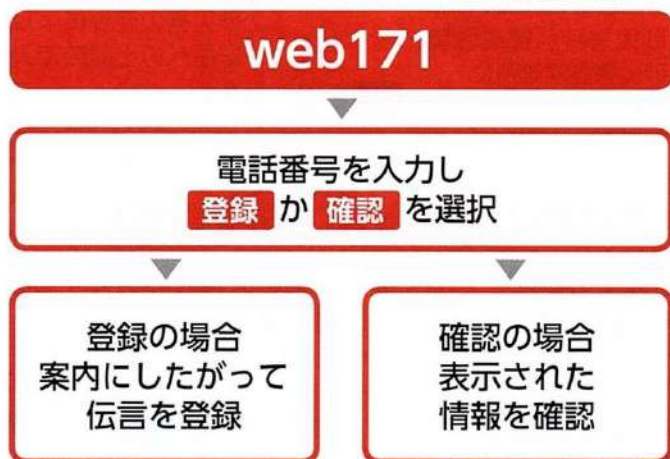 web171
電話番号を入力し
登録 か 確認 を選択
登録の場合
案内にしたがって
伝言を登録
確認の場合
表示された
情報を確認